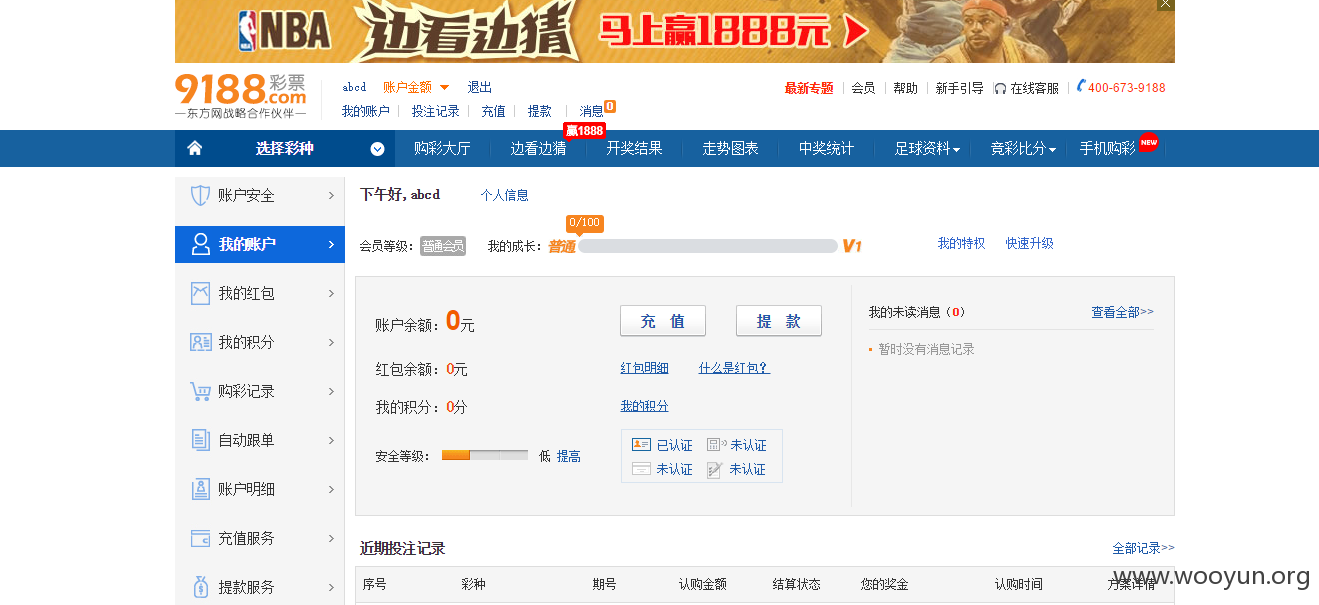 NBA 边看边猜 马上赢1888元
9188彩票 .com
—东方网战略合作伙伴—
abcd 账户金额 退出
我的账户 投注记录 充值 提款 消息 0
最新专题 会员 帮助 新手引导 在线客服 400-673-9188
赢1888
选择彩种 购彩大厅 边看边猜 开奖结果 走势图表 中奖统计 足球资料 竞彩比分 手机购彩 NEW
账户安全
我的账户
我的红包
我的积分
购彩记录
自动跟单
账户明细
充值服务
提款服务
下午好, abcd 个人信息
0/100
会员等级： 普通会员 我的成长： 普通 V1 我的特权 快速升级
账户余额： 0元 充 值 提 款
红包余额： 0元 红包明细 什么是红包？
我的积分： 0分 我的积分
安全等级： 低 提高
已认证 未认证
未认证 未认证
我的未读消息（0） 查看全部>>
暂时没有消息记录
近期投注记录 全部记录>>
序号 彩种 期号 认购金额 结算状态 您的奖金 认购时间 方案详情
www.wooyun.org